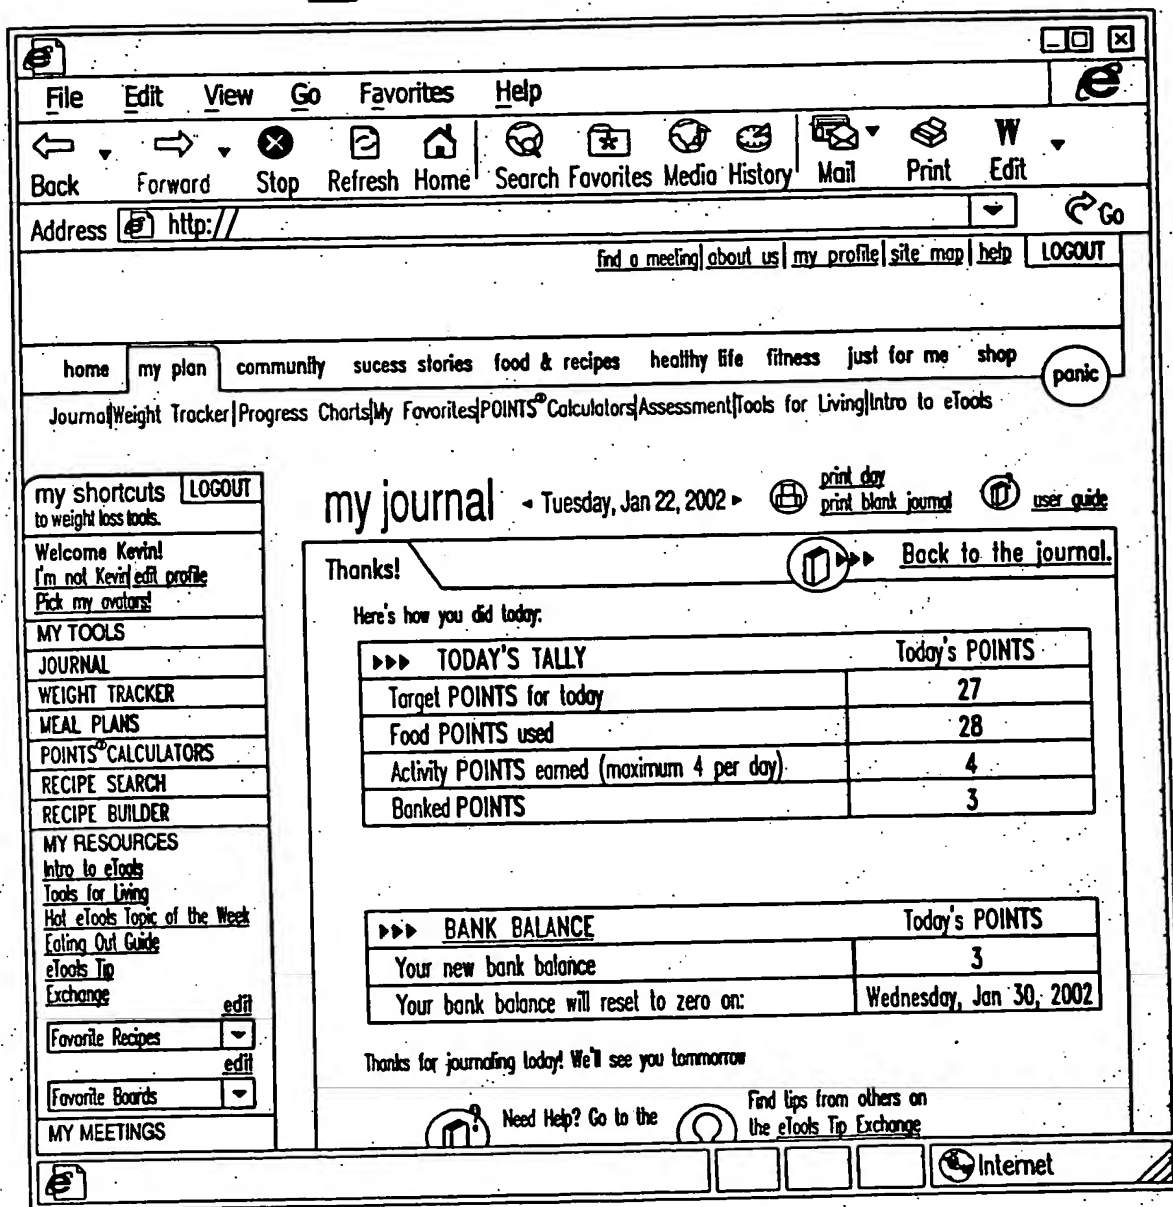 File Edit View Go Favorites Help
Back Forward Stop Refresh Home Search Favorites Media History Mail Print Edit
Address http:// Go
find a meeting| about us| my profile| site map| help LOGOUT
home my plan community sucess stories food & recipes healthy life fitness just for me shop panic
Journal|Weight Tracker|Progress Charts|My Favorites|POINTS® Calculators|Assessment|Tools for Living|Intro to eTools
my shortcuts LOGOUT
to weight loss tools.
Welcome Kevin!
I'm not Kevin|edit profile
Pick my avatars!
MY TOOLS
JOURNAL
WEIGHT TRACKER
MEAL PLANS
POINTS® CALCULATORS
RECIPE SEARCH
RECIPE BUILDER
MY RESOURCES
Intro to eTools
Tools for Living
Hot eTools Topic of the Week
Eating Out Guide
eTools Tip
Exchange
edit
Favorite Recipes
edit
Favorite Boards
MY MEETINGS
my journal ◂ Tuesday, Jan 22, 2002 ▸
print day
print blank journal
user guide
Thanks!
▸▸▸ Back to the journal.
Here's how you did today:
▸▸▸ TODAY'S TALLY Today's POINTS
Target POINTS for today 27
Food POINTS used 28
Activity POINTS earned (maximum 4 per day) 4
Banked POINTS 3
▸▸▸ BANK BALANCE Today's POINTS
Your new bank balance 3
Your bank balance will reset to zero on: Wednesday, Jan 30, 2002
Thanks for journaling today! We'll see you tommorrow
Need Help? Go to the
Find tips from others on
the eTools Tip Exchange
Internet